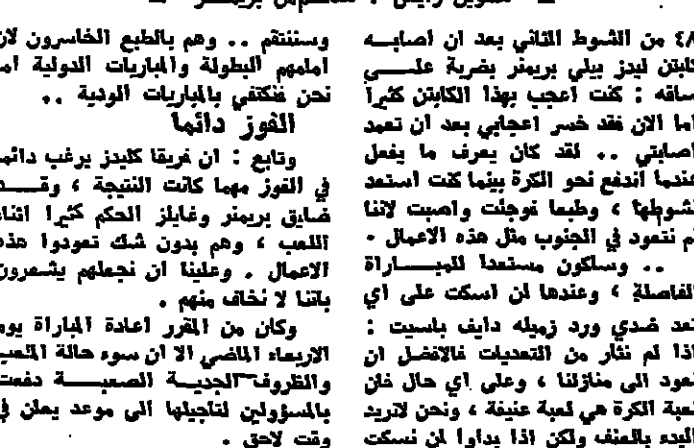 ٤٨ من الشوط الثاني بعد ان اصابــه
كابتن ليدز بيلي بريمنر بضربة علــــى
ساقه : كنت اعجب بهذا الكابتن كثيرا
اما الان فقد خسر اعجابي بعد ان تعمد
اصابتي .. لقد كان يعرف ما يفعل
عندما اندفع نحو الكرة بينما كنت استعد
لشوطها ، وطبعا فوجئت واصبت لاننا
لم نتعود في الجنوب مثل هذه الاعمال .
.. وساكون مستعدا للمبــــاراة
الفاصلة ، وعندها لن اسكت على اي
تعد ضدي ورد زميله دايف باسيت :
اذا لم نثار من التعديات فالافضل ان
نعود الى منازلنا ، وعلى اي حال فان
لعبة الكرة هي لعبة عنيفة ، ونحن لانريد
البدء بالعنف ولكن اذا بداوا لن نسكت
وسننتقم .. وهم بالطبع الخاسرون لان
امامهم البطولة والمباريات الدولية اما
نحن فنكتفي بالمباريات الودية ..
الفوز دائما
وتابع : ان فريقا كليدز يرغب دائما
في الفوز مهما كانت النتيجة ، وقــــد
ضايق بريمنر وغايلز الحكم كثيرا اثناء
اللعب ، وهم بدون شك تعودوا هذه
الاعمال . وعلينا ان نجعلهم يشعرون
باننا لا نخاف منهم .
وكان من المقرر اعادة المباراة يوم
الاربعاء الماضي الا ان سوء حالة الملعب
والظروف الجديــة الصعبــــة دفعت
بالمسؤولين لتاجيلها الى موعد يعلن في
وقت لاحق .